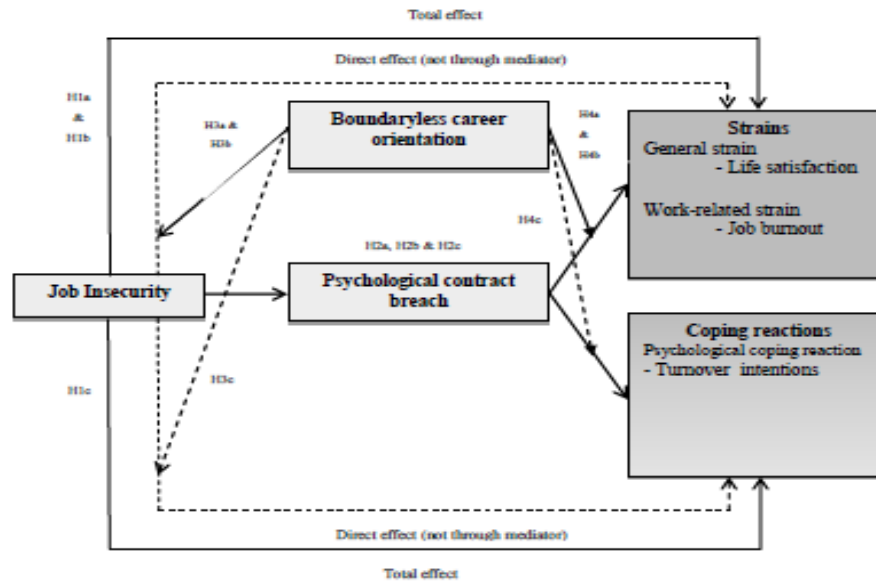 Total effect
Direct effect (not through mediator)
H1a
&
H1b
H3a &
H3b
Boundaryless career
orientation
H4a
&
H4b
Strains
General strain
- Life satisfaction
Work-related strain
- Job burnout
H4c
H2a, H2b & H2c
Job Insecurity
Psychological contract
breach
Coping reactions
Psychological coping reaction
- Turnover intentions
H3c
H1c
Direct effect (not through mediator)
Total effect